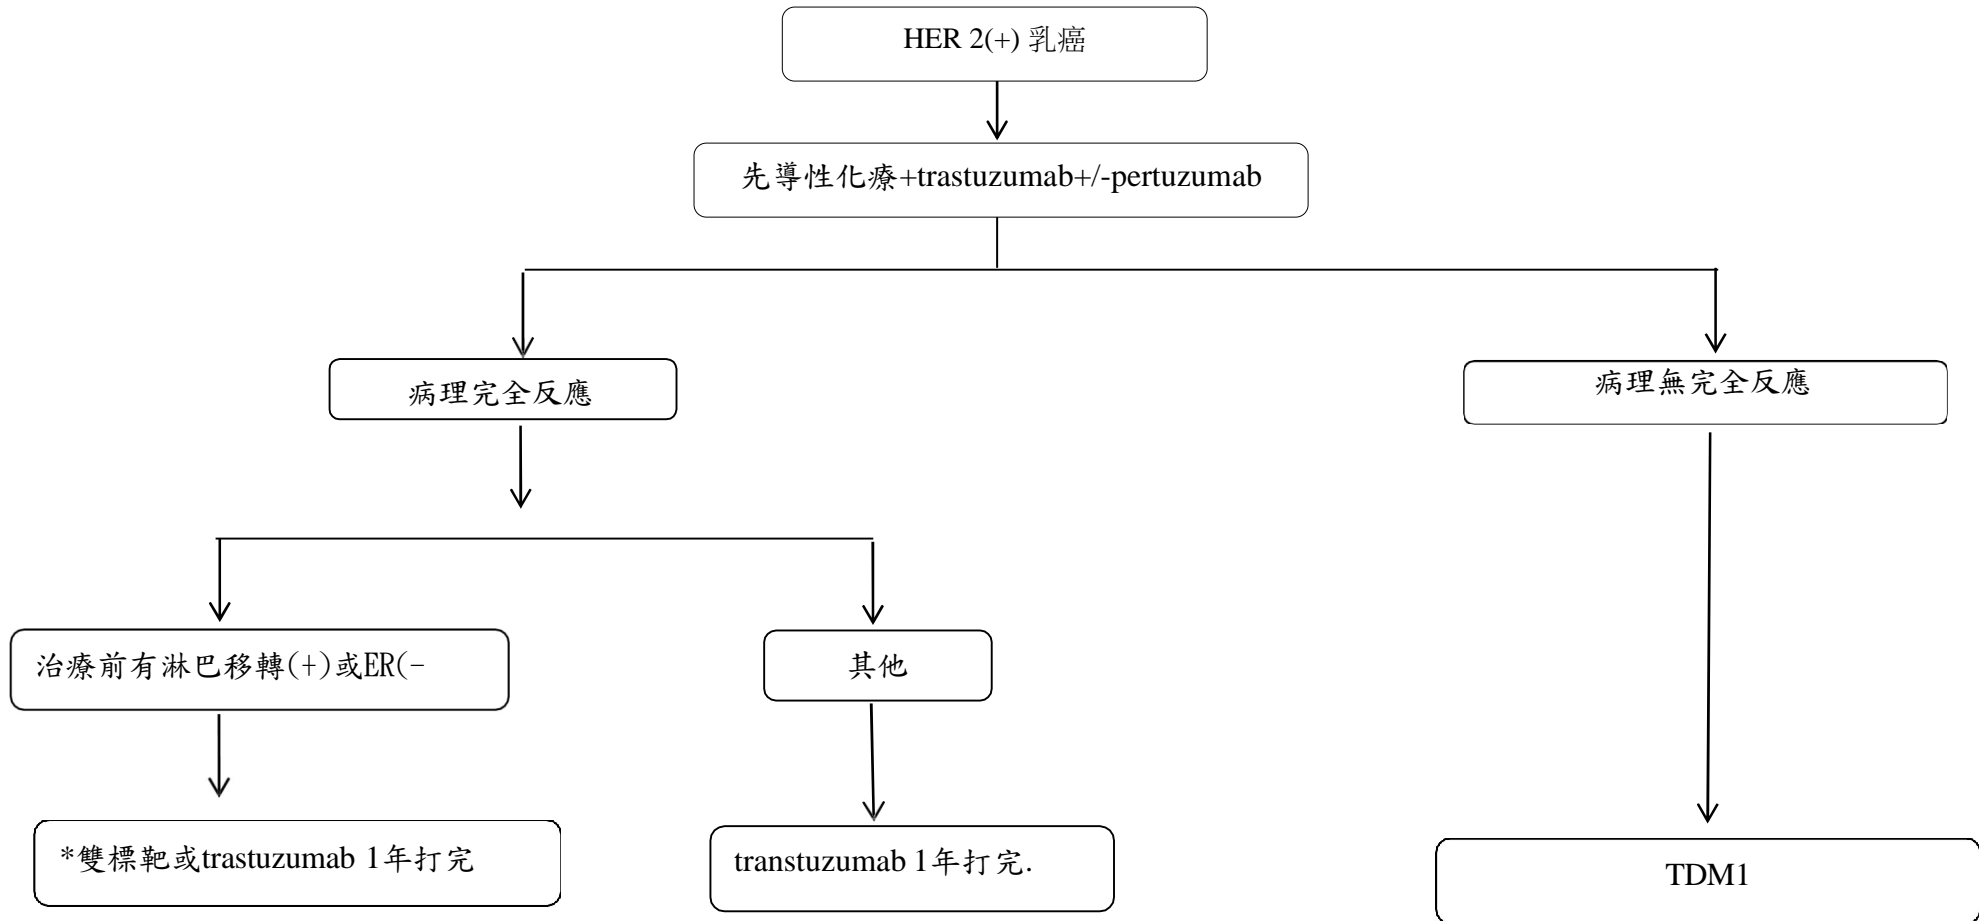 HER 2(+) 乳癌
先導性化療+trastuzumab+/-pertuzumab
病理完全反應
病理無完全反應
治療前有淋巴移轉(+)或ER(-
其他
*雙標靶或trastuzumab 1年打完
transtuzumab 1年打完.
TDM1